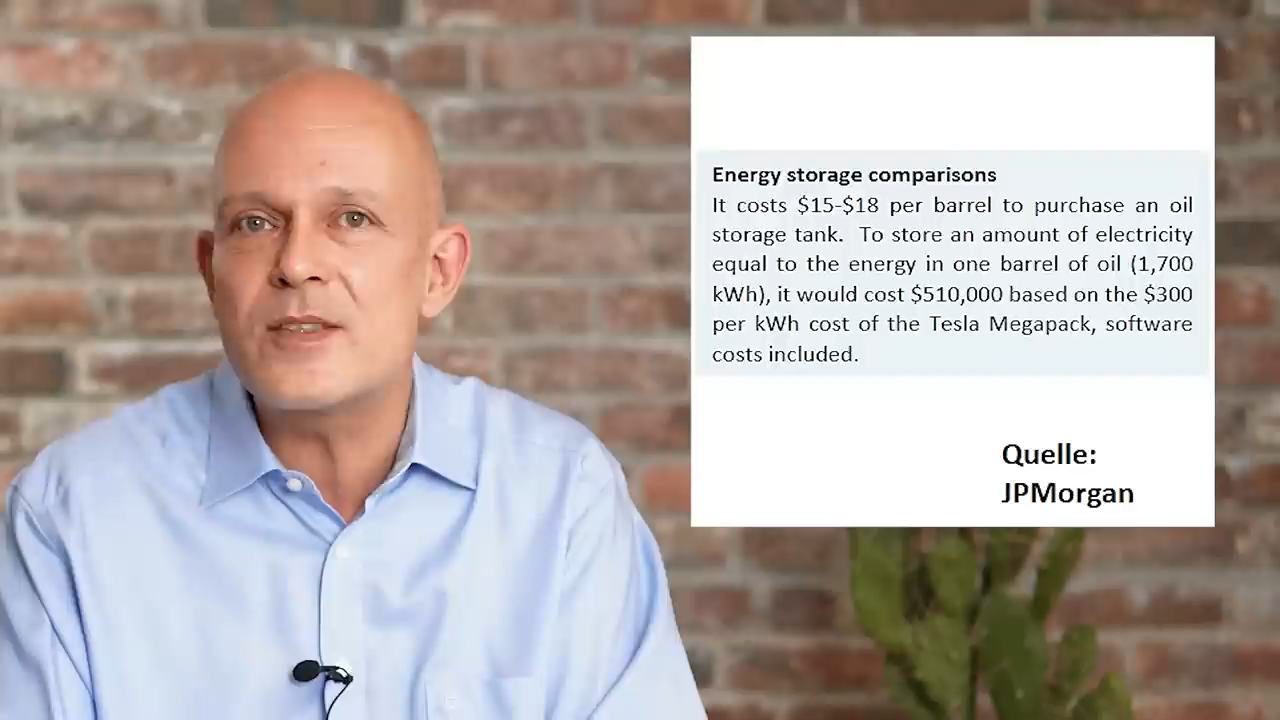 Energy storage comparisons
It costs $15-$18 per barrel to purchase an oil
storage tank. To store an amount of electricity
equal to the energy in one barrel of oil (1,700
kWh), it would cost $510,000 based on the $300
per kWh cost of the Tesla Megapack, software
costs included.
Quelle:
JPMorgan